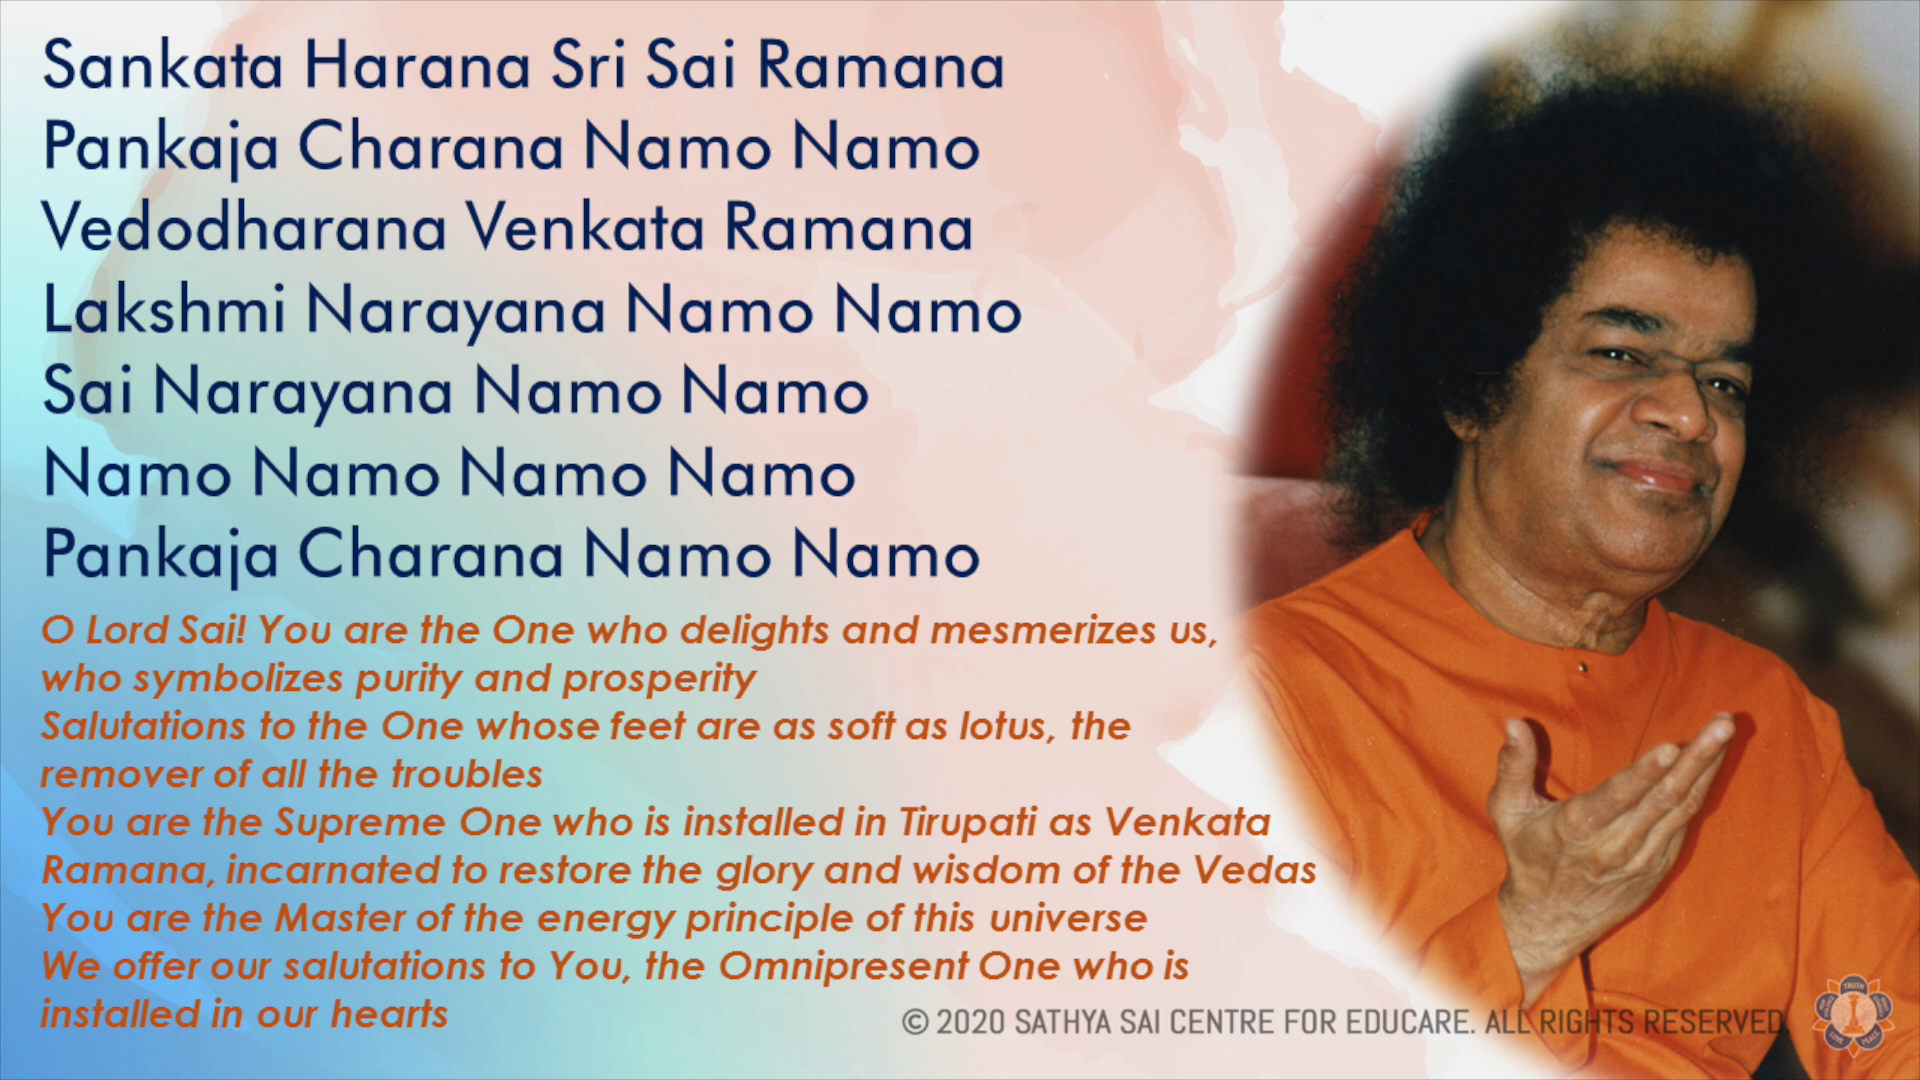 Sankata Harana Sri Sai Ramana
Pankaja Charana Namo Namo
Vedodharana Venkata Ramana
Lakshmi Narayana Namo Namo
Sai Narayana Namo Namo
Namo Namo Namo Namo
Pankaja Charana Namo Namo
O Lord Sai! You are the One who delights and mesmerizes us,
who symbolizes purity and prosperity
Salutations to the One whose feet are as soft as lotus, the
remover of all the troubles
You are the Supreme One who is installed in Tirupati as Venkata
Ramana, incarnated to restore the glory and wisdom of the Vedas
You are the Master of the energy principle of this universe
We offer our salutations to You, the Omnipresent One who is
installed in our hearts
© 2020 SATHYA SAI CENTRE FOR EDUCARE. ALL RIGHTS RESERVED.
TRUTH
LOVE
PEACE